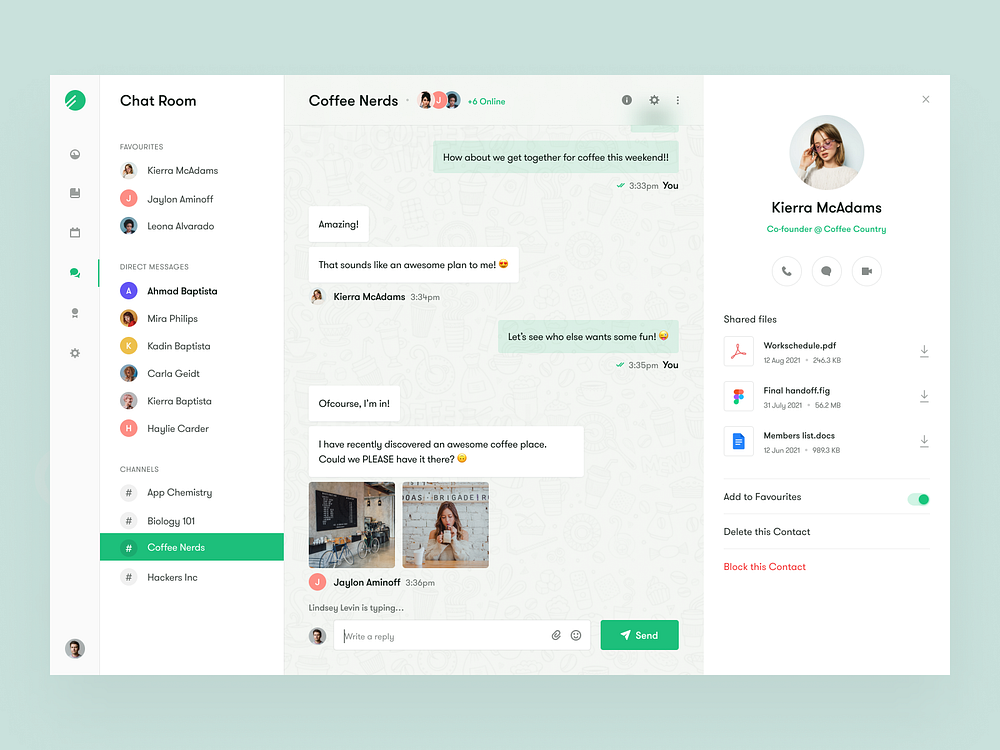 Chat Room
FAVOURITES
Kierra McAdams
J
Jaylon Aminoff
Leona Alvarado
DIRECT MESSAGES
A
Ahmad Baptista
Mira Philips
K
Kadin Baptista
Carla Geidt
Kierra Baptista
H
Haylie Carder
CHANNELS
# App Chemistry
# Biology 101
# Coffee Nerds
# Hackers Inc
Coffee Nerds
J
+6 Online
How about we get together for coffee this weekend!!
3:33pm You
Amazing!
That sounds like an awesome plan to me! 😍
Kierra McAdams 3:34pm
Let's see who else wants some fun! 😜
3:35pm You
Ofcourse, I'm in!
I have recently discovered an awesome coffee place.
Could we PLEASE have it there? 😊
DOAS: BRIGADEIR
J
Jaylon Aminoff 3:36pm
Lindsey Levin is typing...
Write a reply
Send
Kierra McAdams
Co-founder @ Coffee Country
Shared files
Workschedule.pdf
12 Aug 2021 • 246.3 KB
Final handoff.fig
31 July 2021 • 56.2 MB
Members list.docs
12 Jun 2021 • 989.3 KB
Add to Favourites
Delete this Contact
Block this Contact